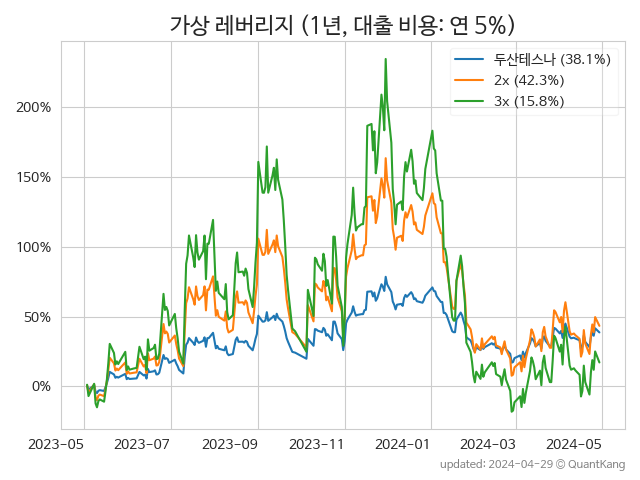 가상 레버리지 (1년, 대출 비용: 연 5%)
두산테스나 (38.1%)
2x (42.3%)
3x (15.8%)
200%
150%
100%
50%
0%
2023-05 2023-07 2023-09 2023-11 2024-01 2024-03 2024-05
updated: 2024-04-29 © QuantKang